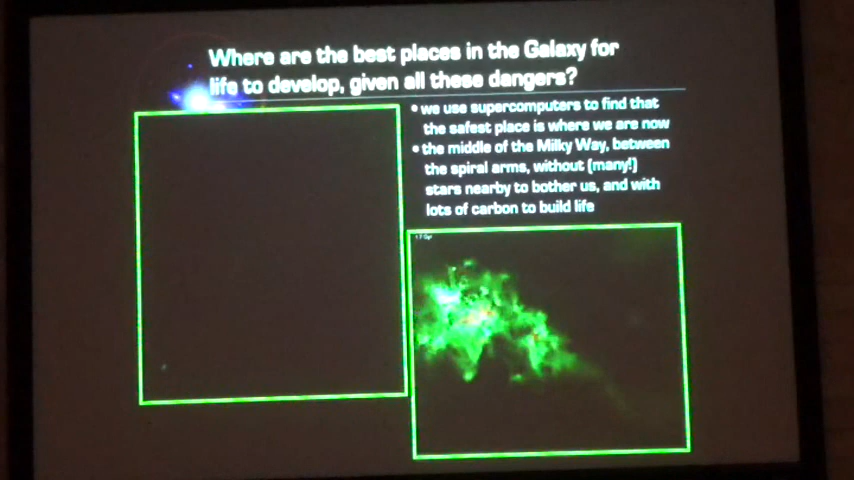 Where are the best places in the Galaxy for
life to develop, given all these dangers?
• we use supercomputers to find that
the safest place is where we are now
• the middle of the Milky Way, between
the spiral arms, without (many!)
stars nearby to bother us, and with
lots of carbon to build life